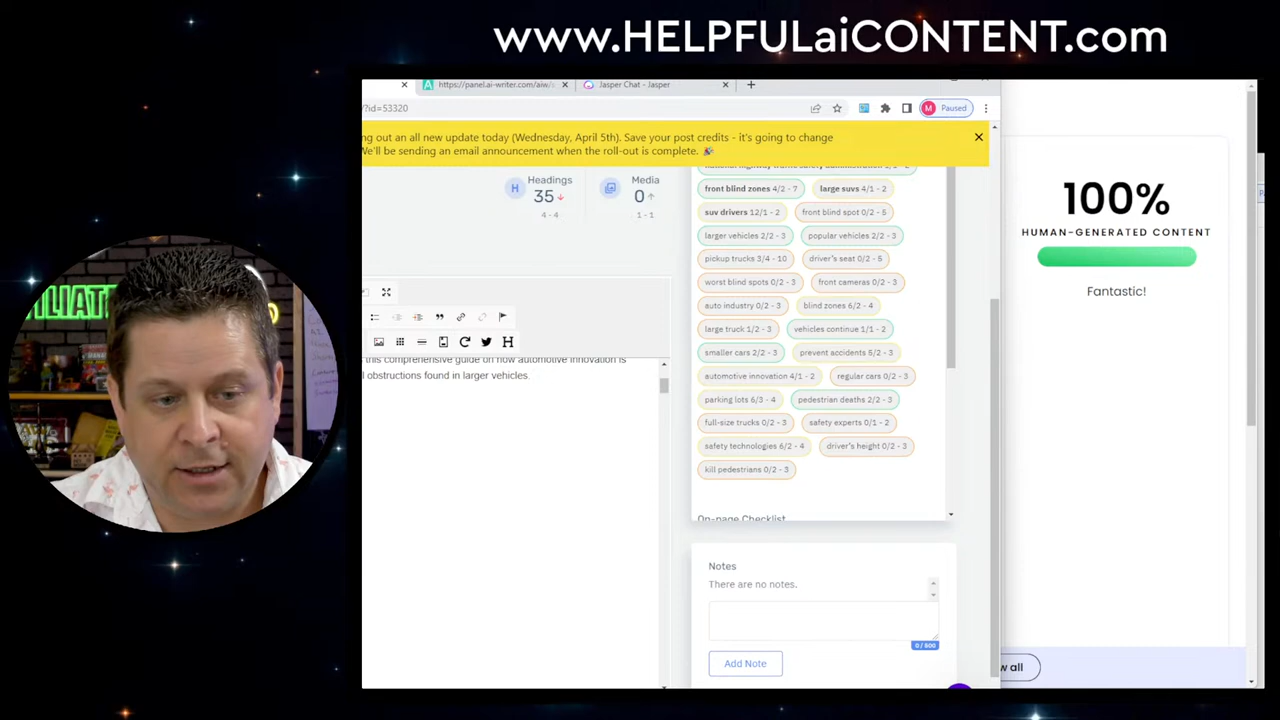 www.HELPFULaiCONTENT.com
https://panel.ai-writer.com/aiw/
Jasper Chat - Jasper
/?id=53320
M Paused
ng out an all new update today (Wednesday, April 5th). Save your post credits - it's going to change
We'll be sending an email announcement when the roll-out is complete. 🎉
Headings
35
4 - 4
Media
0
1 - 1
front blind zones 4/2 - 7
large suvs 4/1 - 2
suv drivers 12/1 - 2
front blind spot 0/2 - 5
larger vehicles 2/2 - 3
popular vehicles 2/2 - 3
pickup trucks 3/4 - 10
driver's seat 0/2 - 5
worst blind spots 0/2 - 3
front cameras 0/2 - 3
auto industry 0/2 - 3
blind zones 6/2 - 4
large truck 1/2 - 3
vehicles continue 1/1 - 2
smaller cars 2/2 - 3
prevent accidents 5/2 - 3
automotive innovation 4/1 - 2
regular cars 0/2 - 3
parking lots 6/3 - 4
pedestrian deaths 2/2 - 3
full-size trucks 0/2 - 3
safety experts 0/1 - 2
safety technologies 6/2 - 4
driver's height 0/2 - 3
kill pedestrians 0/2 - 3
On-page Checklist
this comprehensive guide on how automotive innovation is
l obstructions found in larger vehicles.
Notes
There are no notes.
0 / 500
Add Note
100%
HUMAN-GENERATED CONTENT
Fantastic!
w all